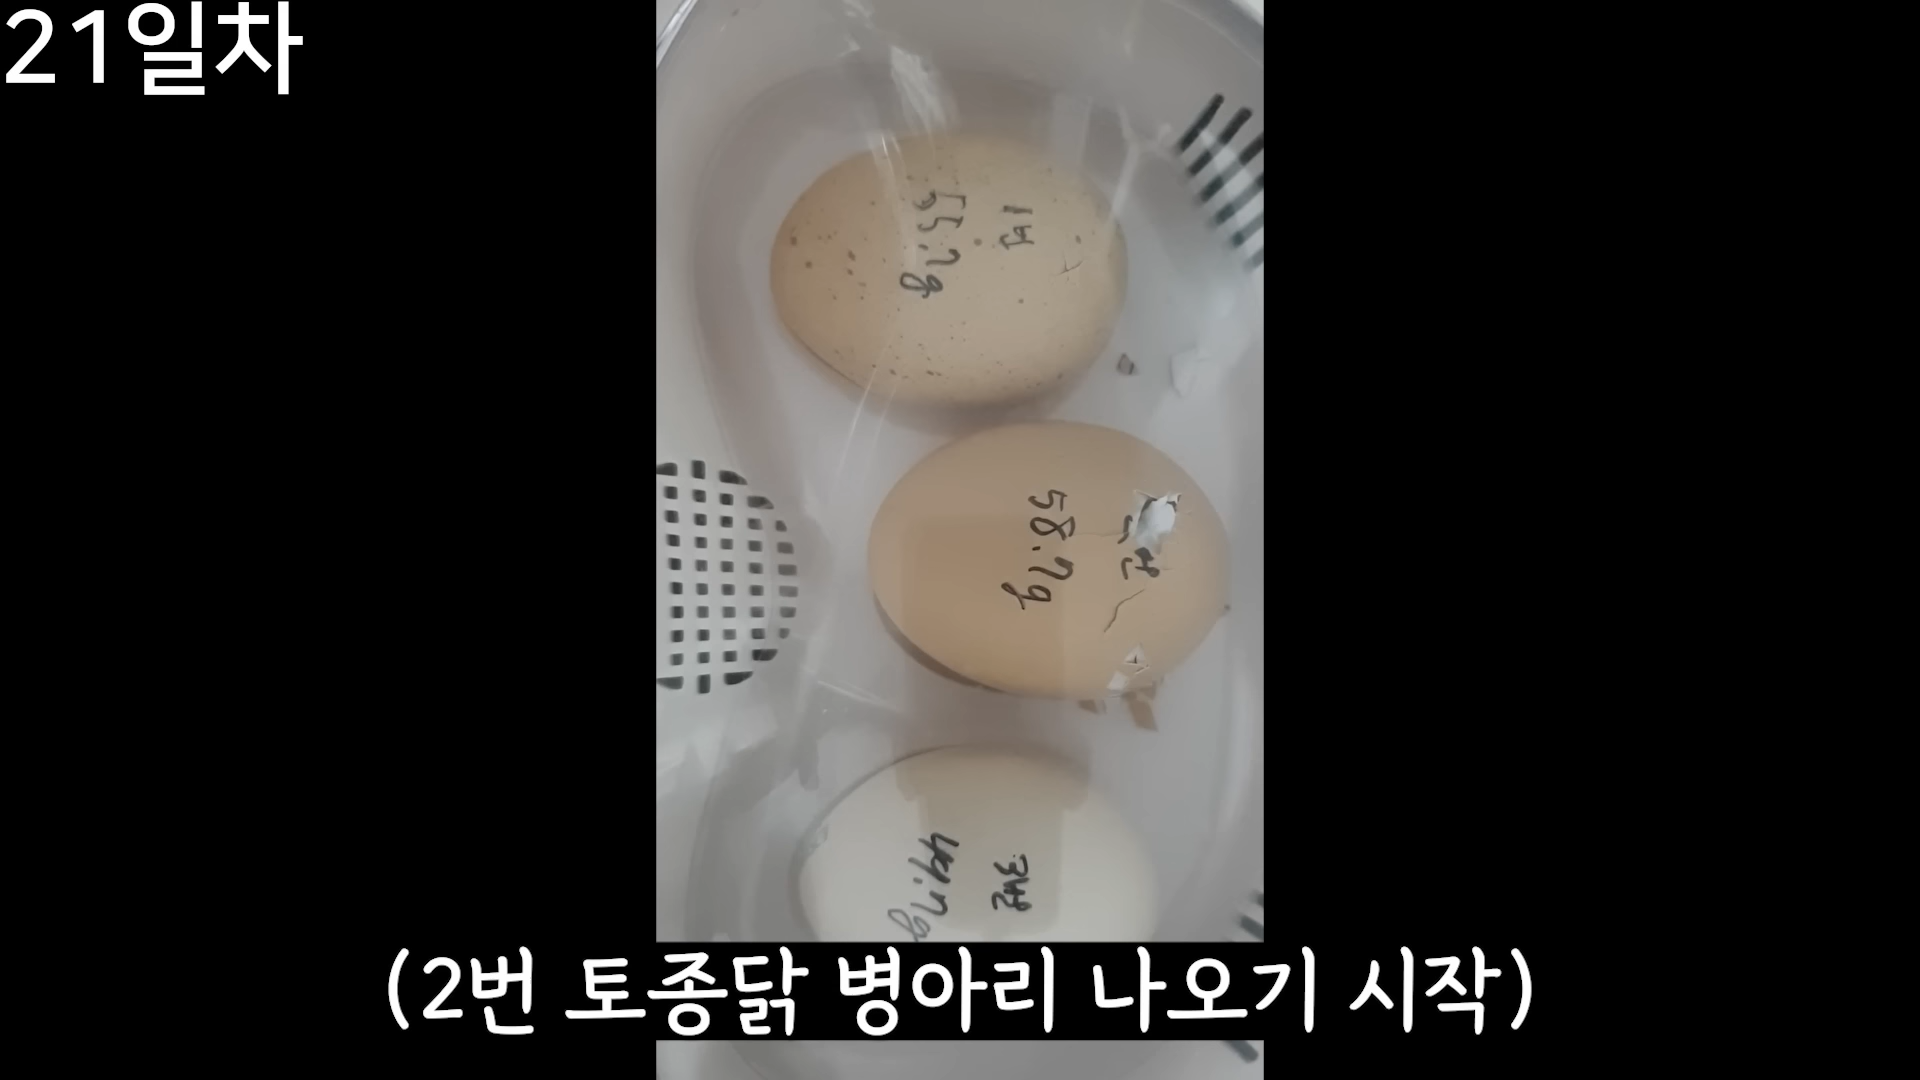 21일차
1번
55.7g
2번
58.7g
3번
44.7g
(2번 토종닭 병아리 나오기 시작)